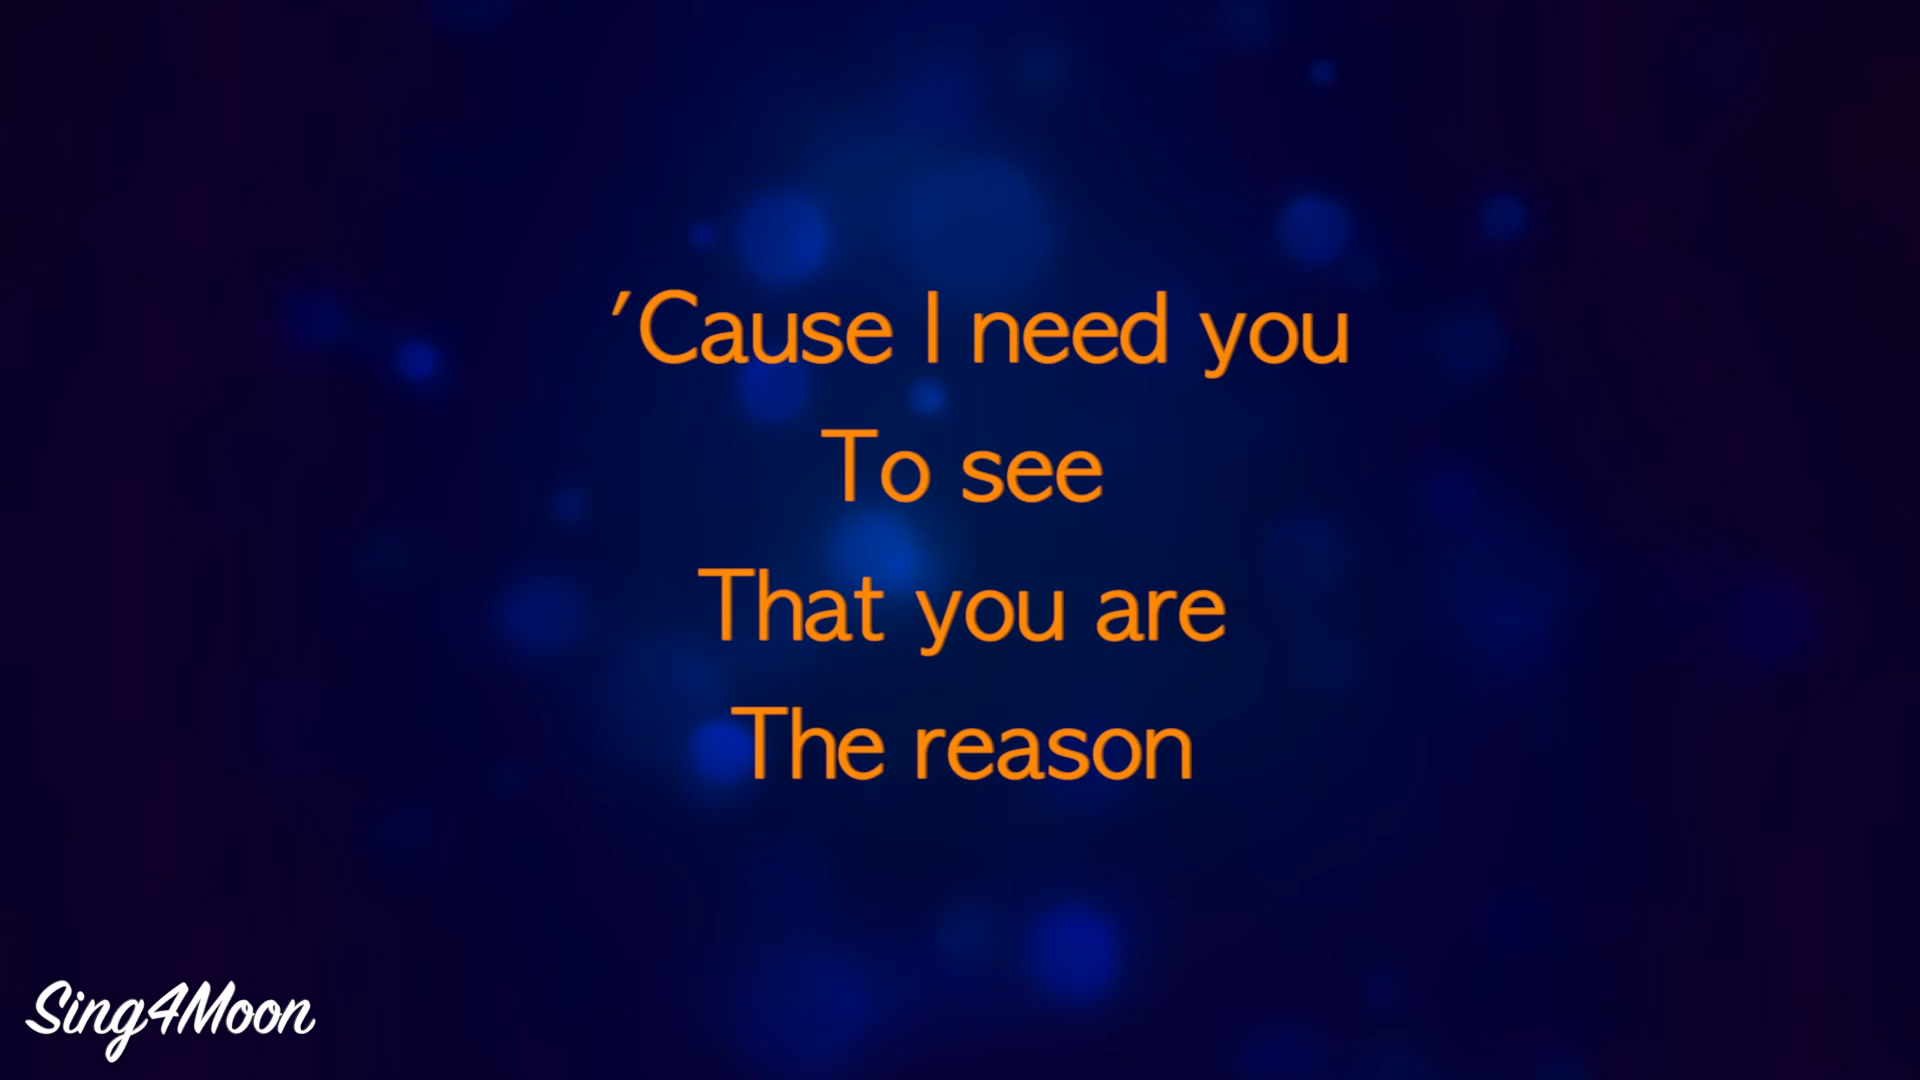 'Cause I need you
To see
That you are
The reason
Sing4Moon